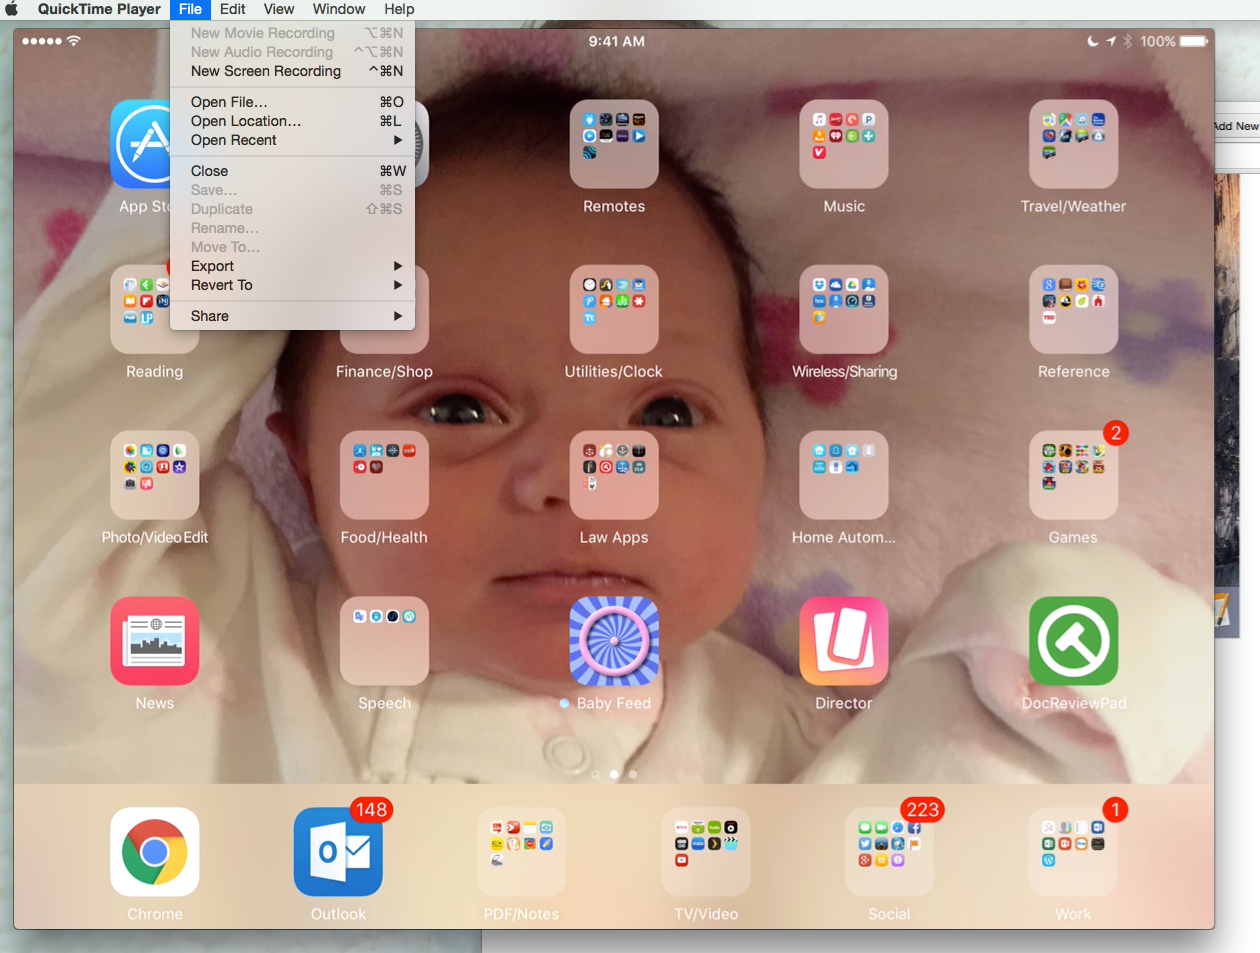 QuickTime Player File Edit View Window Help
9:41 AM
100%
New Movie Recording ⌥⌘N
New Audio Recording ^⌥⌘N
New Screen Recording ^⌘N
Open File... ⌘O
Open Location... ⌘L
Open Recent
Close ⌘W
Save... ⌘S
Duplicate ⇧⌘S
Rename...
Move To...
Export
Revert To
Share
Add New
App Sto
Remotes
Music
Travel/Weather
Reading
Finance/Shop
Utilities/Clock
Wireless/Sharing
Reference
2
Photo/Video Edit
Food/Health
Law Apps
Home Autom...
Games
News
Speech
Baby Feed
Director
DocReviewPad
148
223
1
Chrome
Outlook
PDF/Notes
TV/Video
Social
Work